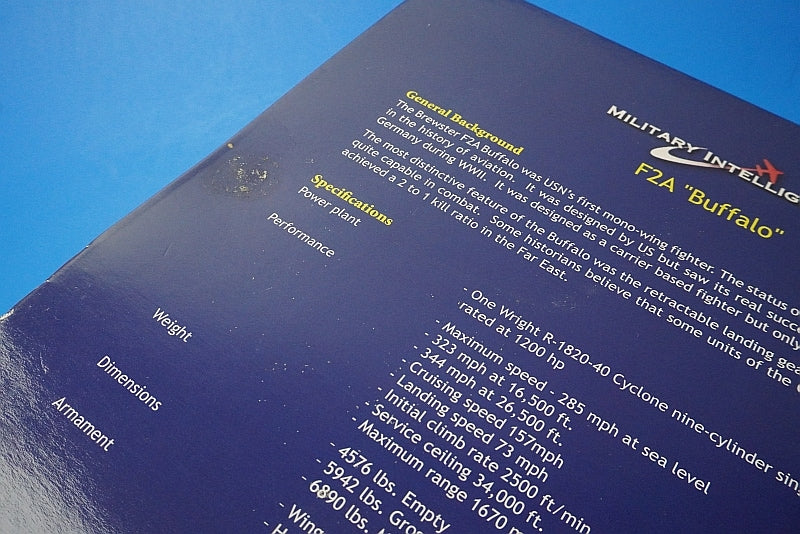 MILITARY INTELLIG
F2A "Buffalo"
General Background
The Brewster F2A Buffalo was USN's first mono-wing fighter. The status o
in the history of aviation. It was designed by US but saw its real succ
Germany during WWII. It was designed as a carrier based fighter but only
The most distinctive feature of the Buffalo was the retractable landing gea
quite capable in combat. Some historians believe that some units of the
achieved a 2 to 1 kill ratio in the Far East.
Specifications
Power plant
- One Wright R-1820-40 Cyclone nine-cylinder sing
rated at 1200 hp
Performance
- Maximum speed - 285 mph at sea level
- 323 mph at 16,500 ft.
- 344 mph at 26,500 ft.
- Cruising speed 157mph
- Landing speed 73 mph
- Initial climb rate 2500 ft/min
- Service ceiling 34,000 ft.
- Maximum range 1670 m
Weight
- 4576 lbs. Empty
- 5942 lbs. Gros
- 6890 lbs.
Dimensions
- Wing
Armament